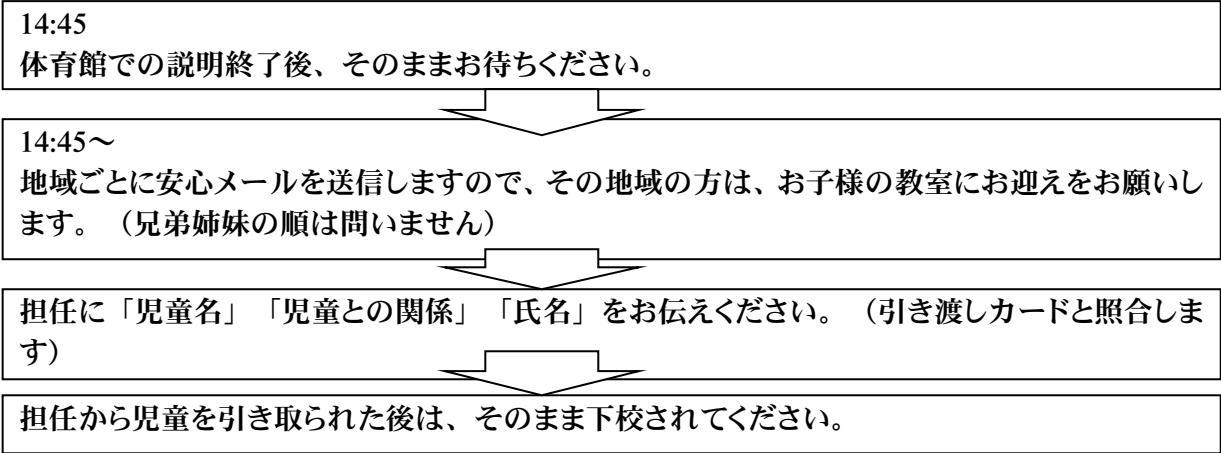 14:45
体育館での説明終了後、そのままお待ちください。
14:45～
地域ごとに安心メールを送信しますので、その地域の方は、お子様の教室にお迎えをお願いし
ます。（兄弟姉妹の順は問いません）
担任に「児童名」「児童との関係」「氏名」をお伝えください。（引き渡しカードと照合しま
す）
担任から児童を引き取られた後は、そのまま下校されてください。